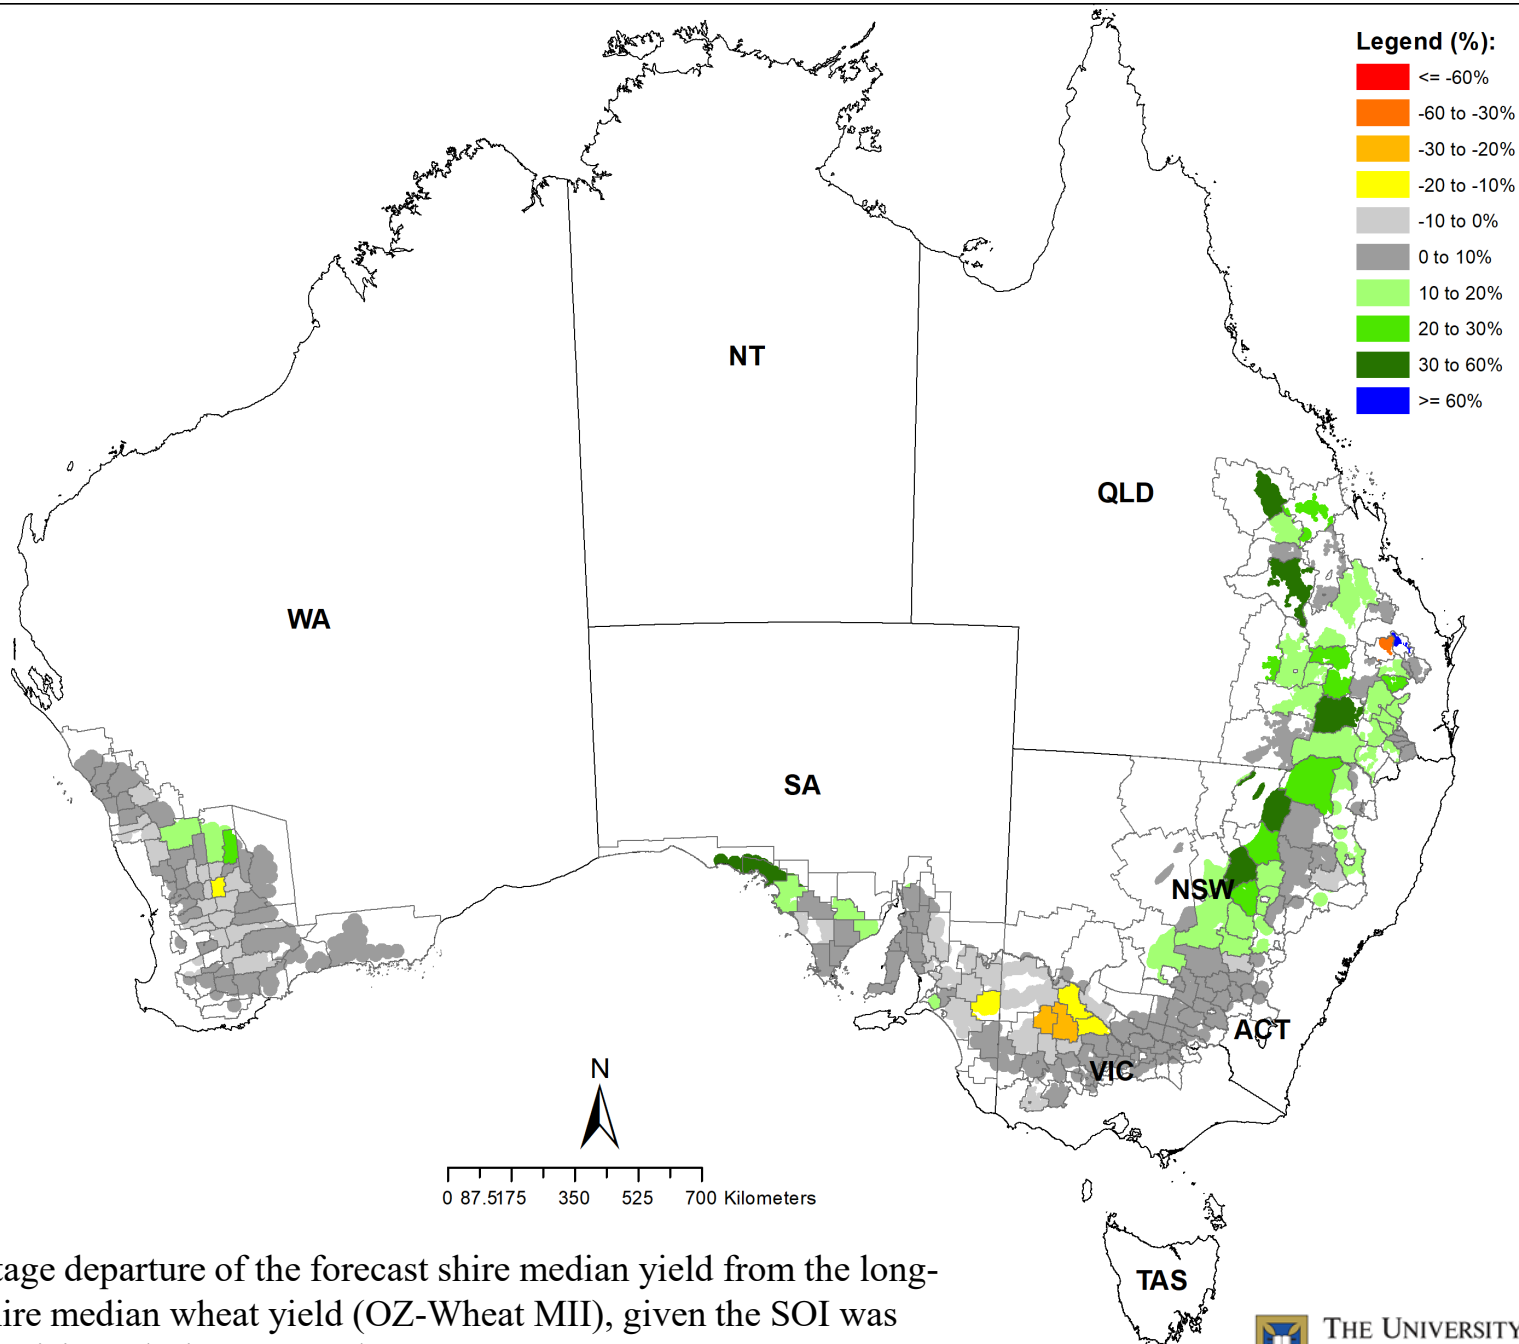 Legend (%):
<= -60%
-60 to -30%
-30 to -20%
-20 to -10%
-10 to 0%
0 to 10%
10 to 20%
20 to 30%
30 to 60%
>= 60%
NT
QLD
WA
SA
NSW
ACT
VIC
N
0 87.5175 350 525 700 Kilometers
TAS
tage departure of the forecast shire median yield from the long-
ire median wheat yield (OZ-Wheat MII), given the SOI was
THE UNIVERSITY